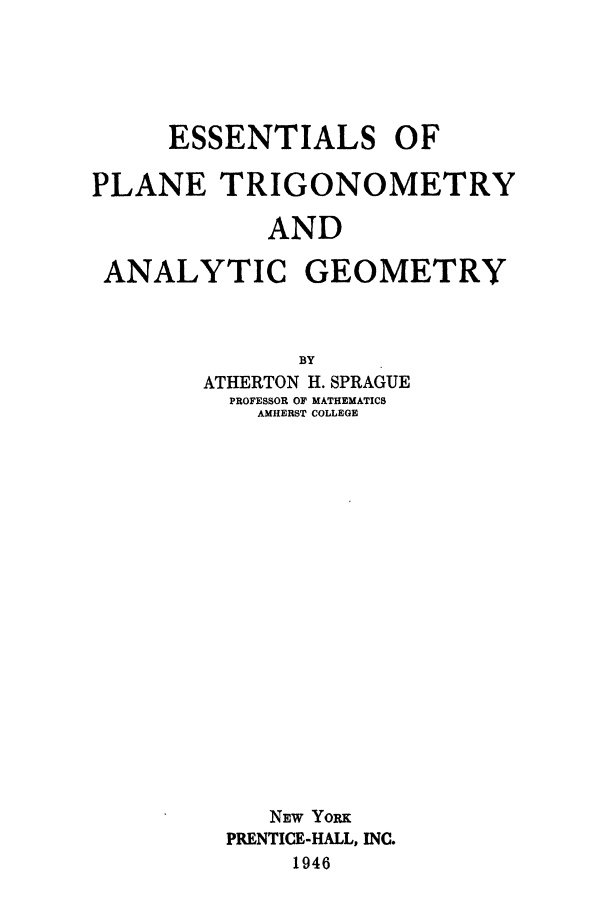 ESSENTIALS OF
PLANE TRIGONOMETRY
AND
ANALYTIC GEOMETRY
BY
ATHERTON H. SPRAGUE
PROFESSOR OF MATHEMATICS
AMHERST COLLEGE
NEW YORK
PRENTICE-HALL, INC.
1946